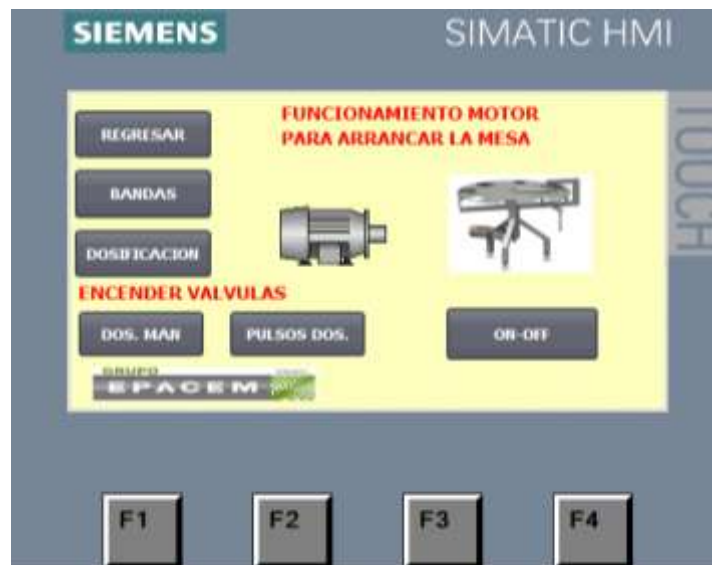 SIEMENS
SIMATIC HMI
TOUCH
FUNCIONAMIENTO MOTOR
PARA ARRANCAR LA MESA
REGRESAR
BANDAS
DOSIFICACION
ENCENDER VALVULAS
DOS. MAN
PULSOS DOS.
ON-OFF
GRUPO
EPACEM
F1
F2
F3
F4